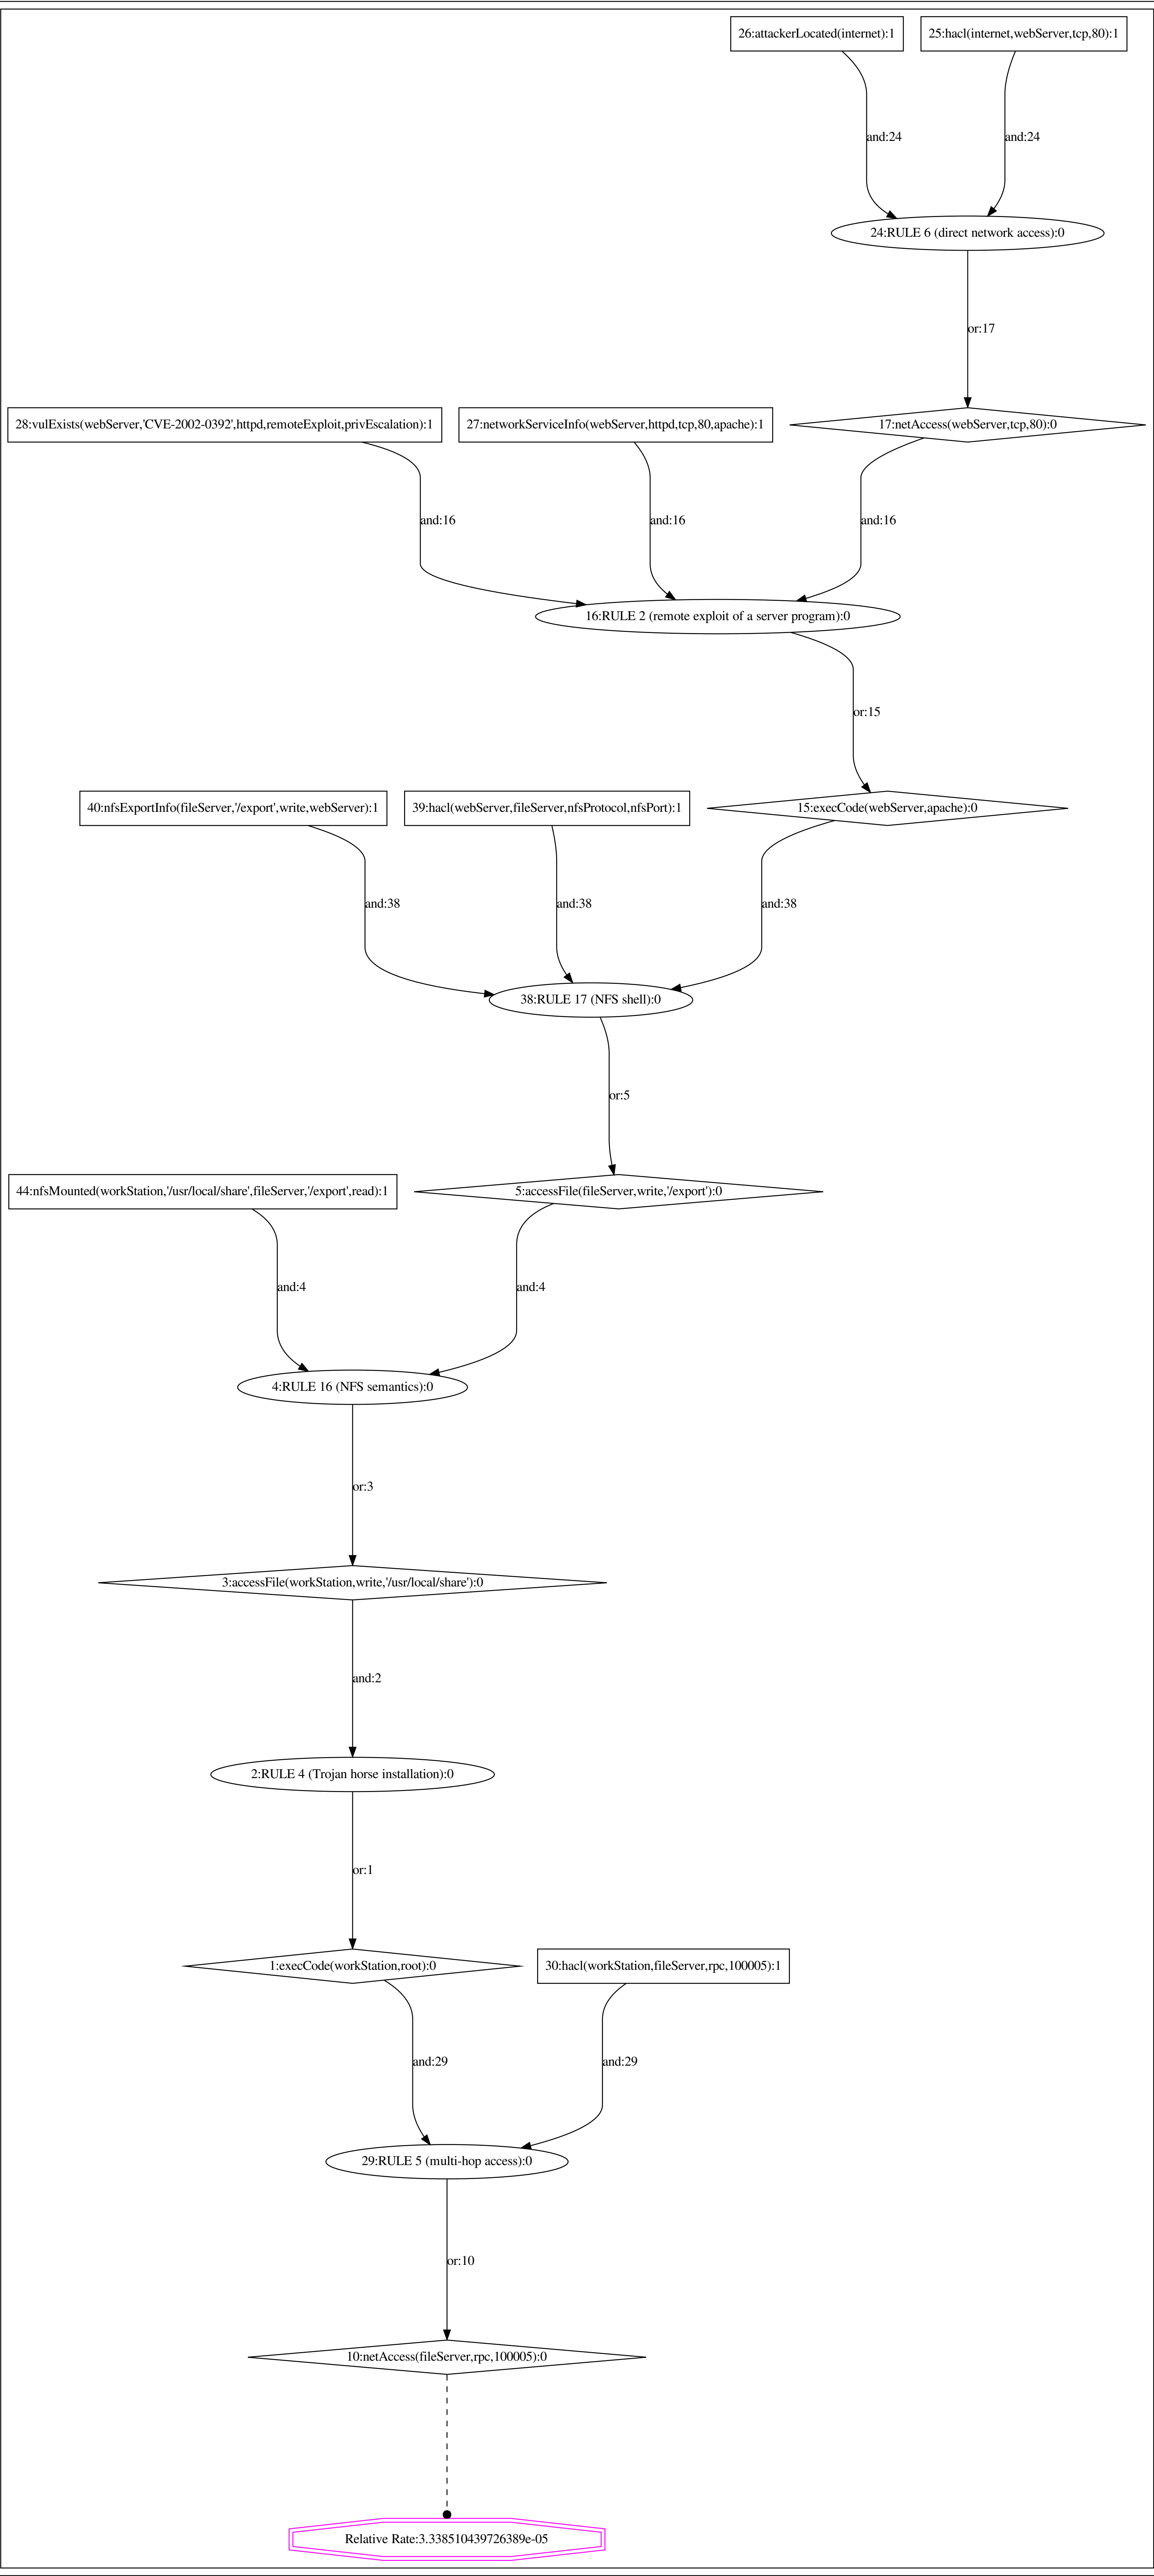 26:attackerLocated(internet):1
25:hacl(internet,webServer,tcp,80):1
and:24
and:24
24:RULE 6 (direct network access):0
or:17
28:vulExists(webServer,'CVE-2002-0392',httpd,remoteExploit,privEscalation):1
27:networkServiceInfo(webServer,httpd,tcp,80,apache):1
17:netAccess(webServer,tcp,80):0
and:16
and:16
and:16
16:RULE 2 (remote exploit of a server program):0
or:15
40:nfsExportInfo(fileServer,'/export',write,webServer):1
39:hacl(webServer,fileServer,nfsProtocol,nfsPort):1
15:execCode(webServer,apache):0
and:38
and:38
and:38
38:RULE 17 (NFS shell):0
or:5
44:nfsMounted(workStation,'/usr/local/share',fileServer,'/export',read):1
5:accessFile(fileServer,write,'/export'):0
and:4
and:4
4:RULE 16 (NFS semantics):0
or:3
3:accessFile(workStation,write,'/usr/local/share'):0
and:2
2:RULE 4 (Trojan horse installation):0
or:1
1:execCode(workStation,root):0
30:hacl(workStation,fileServer,rpc,100005):1
and:29
and:29
29:RULE 5 (multi-hop access):0
or:10
10:netAccess(fileServer,rpc,100005):0
Relative Rate:3.338510439726389e-05